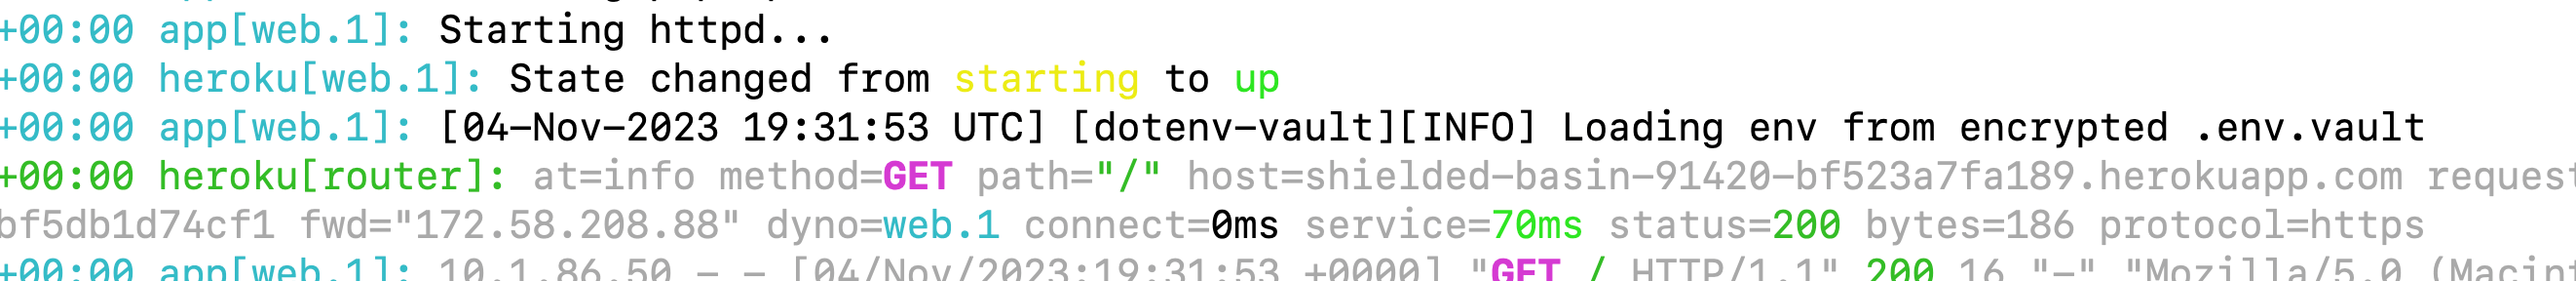 +00:00 app[web.1]: Starting httpd...
+00:00 heroku[web.1]: State changed from starting to up
+00:00 app[web.1]: [04-Nov-2023 19:31:53 UTC] [dotenv-vault][INFO] Loading env from encrypted .env.vault
+00:00 heroku[router]: at=info method=GET path="/" host=shielded-basin-91420-bf523a7fa189.herokuapp.com request
bf5db1d74cf1 fwd="172.58.208.88" dyno=web.1 connect=0ms service=70ms status=200 bytes=186 protocol=https
+00:00 app[web.1]: 10.1.86.50 - - [04/Nov/2023:19:31:53 +0000] "GET / HTTP/1.1" 200 16 "-" "Mozilla/5.0 (Macint